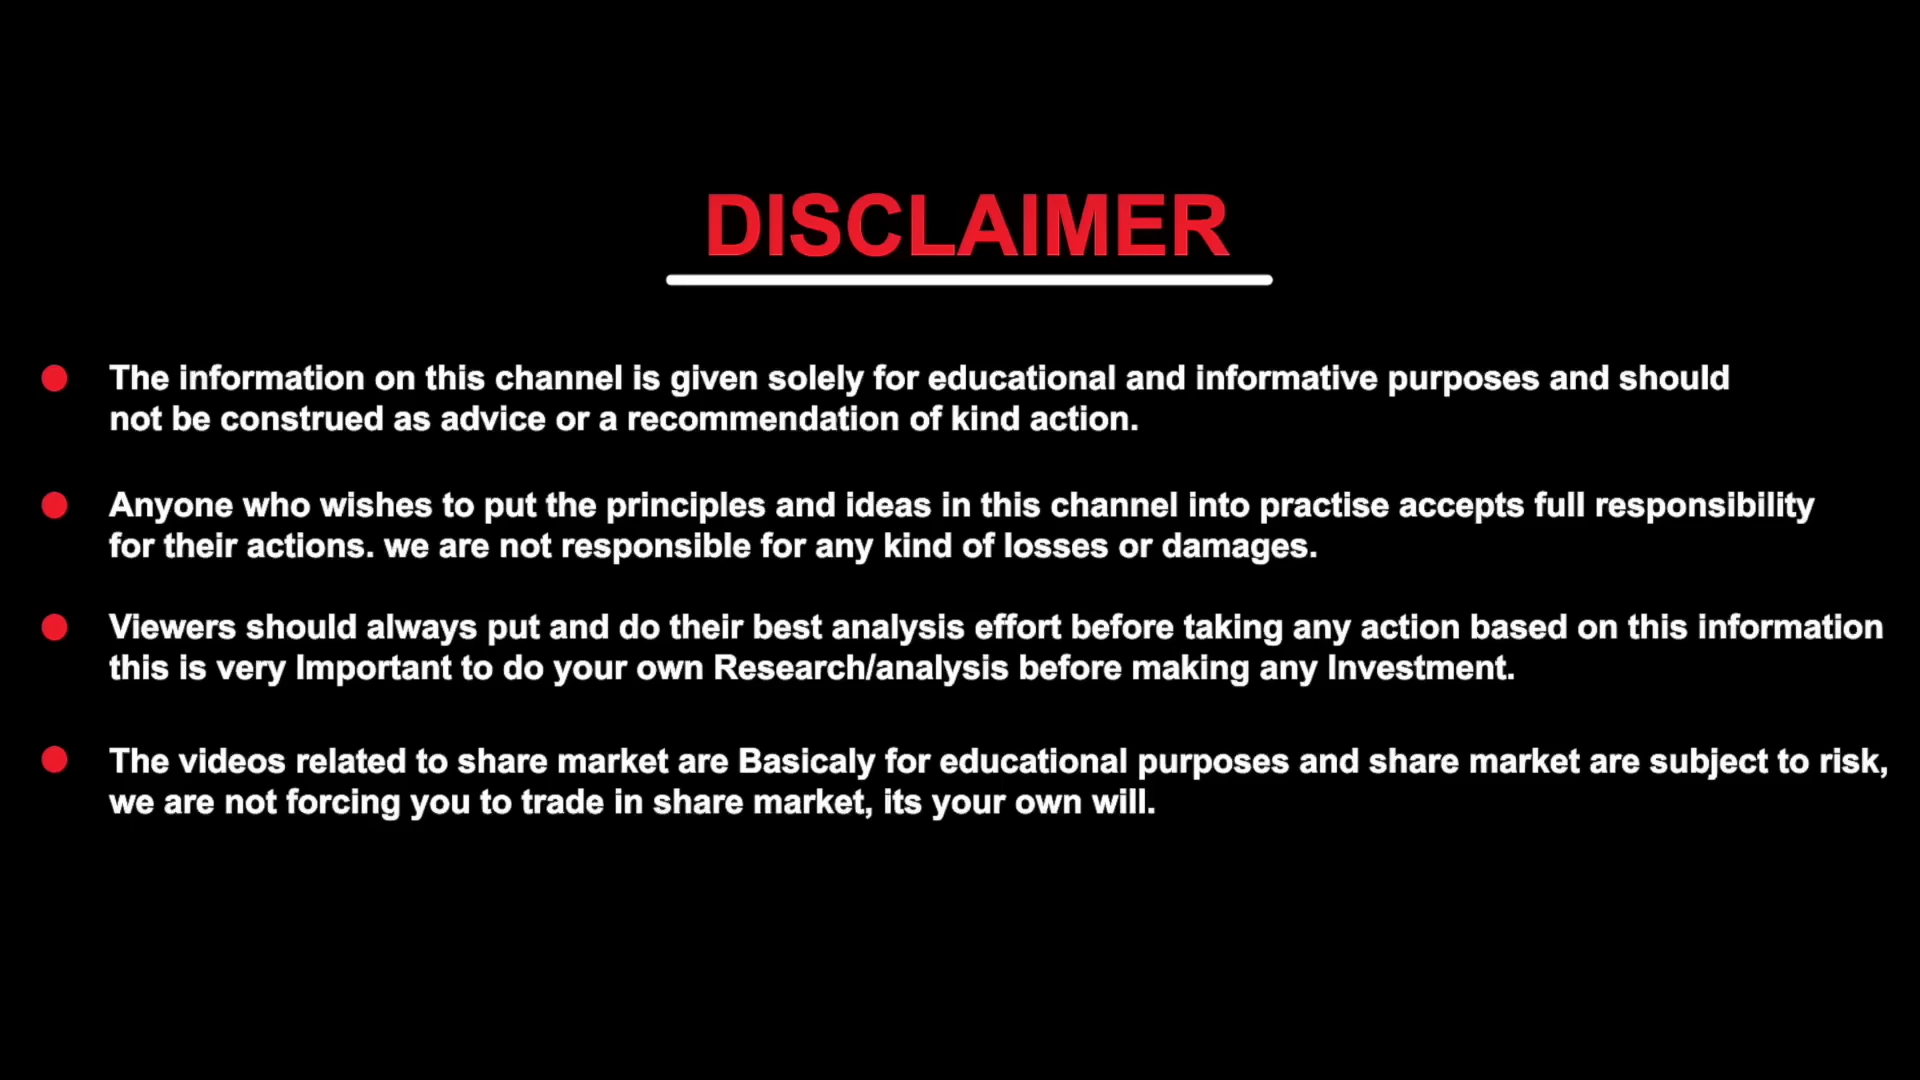 DISCLAIMER
The information on this channel is given solely for educational and informative purposes and should
not be construed as advice or a recommendation of kind action.
Anyone who wishes to put the principles and ideas in this channel into practise accepts full responsibility
for their actions. we are not responsible for any kind of losses or damages.
Viewers should always put and do their best analysis effort before taking any action based on this information
this is very Important to do your own Research/analysis before making any Investment.
The videos related to share market are Basicaly for educational purposes and share market are subject to risk,
we are not forcing you to trade in share market, its your own will.